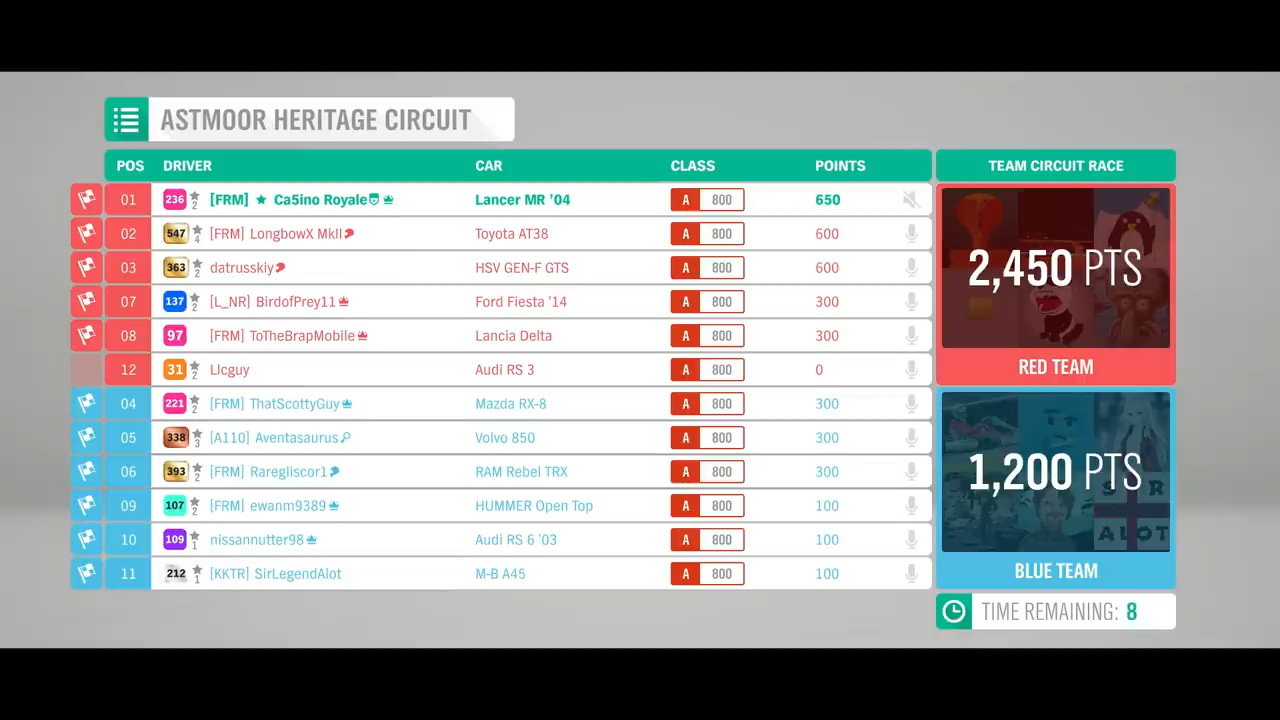 ASTMOOR HERITAGE CIRCUIT
POS DRIVER CAR CLASS POINTS TEAM CIRCUIT RACE
01 236 2 [FRM] ★ Ca5ino Royale Lancer MR '04 A 800 650
02 547 4 [FRM] LongbowX MkII Toyota AT38 A 800 600
03 363 2 datrusskiy HSV GEN-F GTS A 800 600
07 137 2 [L_NR] BirdofPrey11 Ford Fiesta '14 A 800 300
08 97 [FRM] ToTheBrapMobile Lancia Delta A 800 300
12 31 2 Llcguy Audi RS 3 A 800 0
04 221 2 [FRM] ThatScottyGuy Mazda RX-8 A 800 300
05 338 3 [A110] Aventasaurus Volvo 850 A 800 300
06 393 2 [FRM] Raregliscor1 RAM Rebel TRX A 800 300
09 107 2 [FRM] ewanm9389 HUMMER Open Top A 800 100
10 109 1 nissannutter98 Audi RS 6 '03 A 800 100
11 212 1 [KKTR] SirLegendAlot M-B A45 A 800 100
2,450 PTS
RED TEAM
1,200 PTS
ALOT
BLUE TEAM
TIME REMAINING: 8